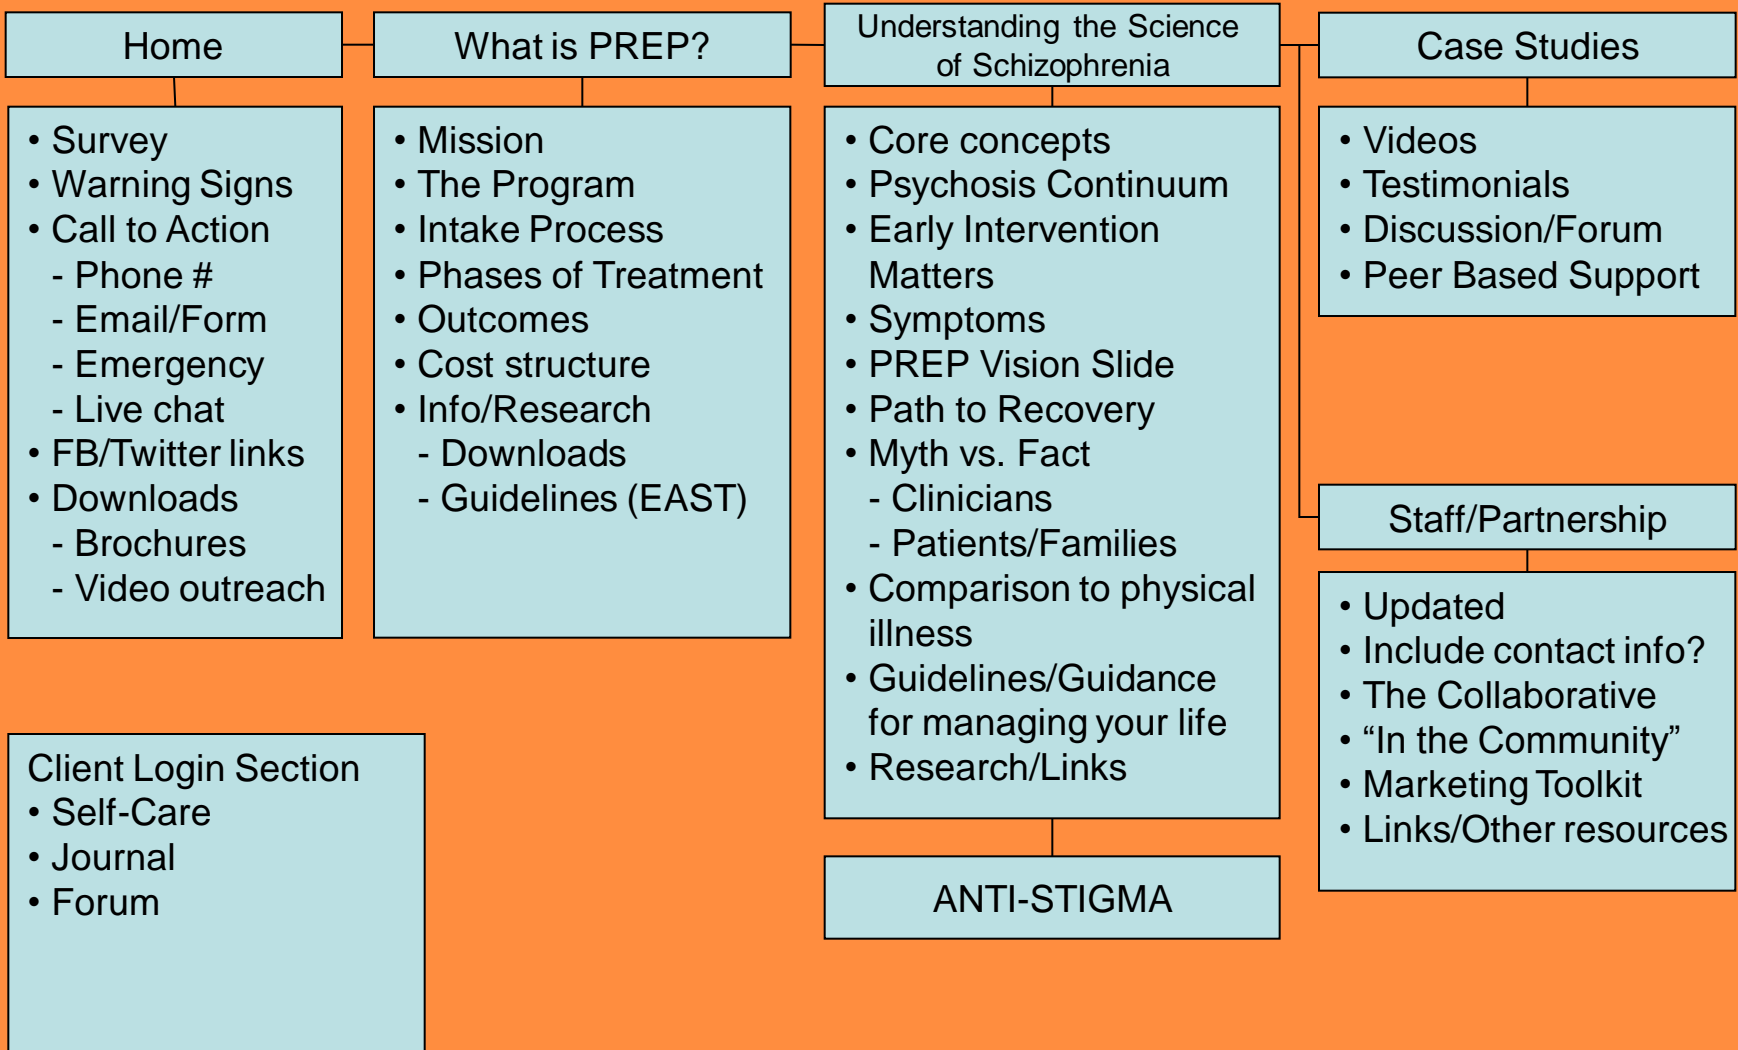 Home
• Survey
• Warning Signs
• Call to Action
- Phone #
- Email/Form
- Emergency
- Live chat
• FB/Twitter links
• Downloads
- Brochures
- Video outreach
What is PREP?
• Mission
• The Program
• Intake Process
• Phases of Treatment
• Outcomes
• Cost structure
• Info/Research
- Downloads
- Guidelines (EAST)
Understanding the Science
of Schizophrenia
• Core concepts
• Psychosis Continuum
• Early Intervention
Matters
• Symptoms
• PREP Vision Slide
• Path to Recovery
• Myth vs. Fact
- Clinicians
- Patients/Families
• Comparison to physical
illness
• Guidelines/Guidance
for managing your life
• Research/Links
ANTI-STIGMA
Case Studies
• Videos
• Testimonials
• Discussion/Forum
• Peer Based Support
Staff/Partnership
• Updated
• Include contact info?
• The Collaborative
• “In the Community”
• Marketing Toolkit
• Links/Other resources
Client Login Section
• Self-Care
• Journal
• Forum